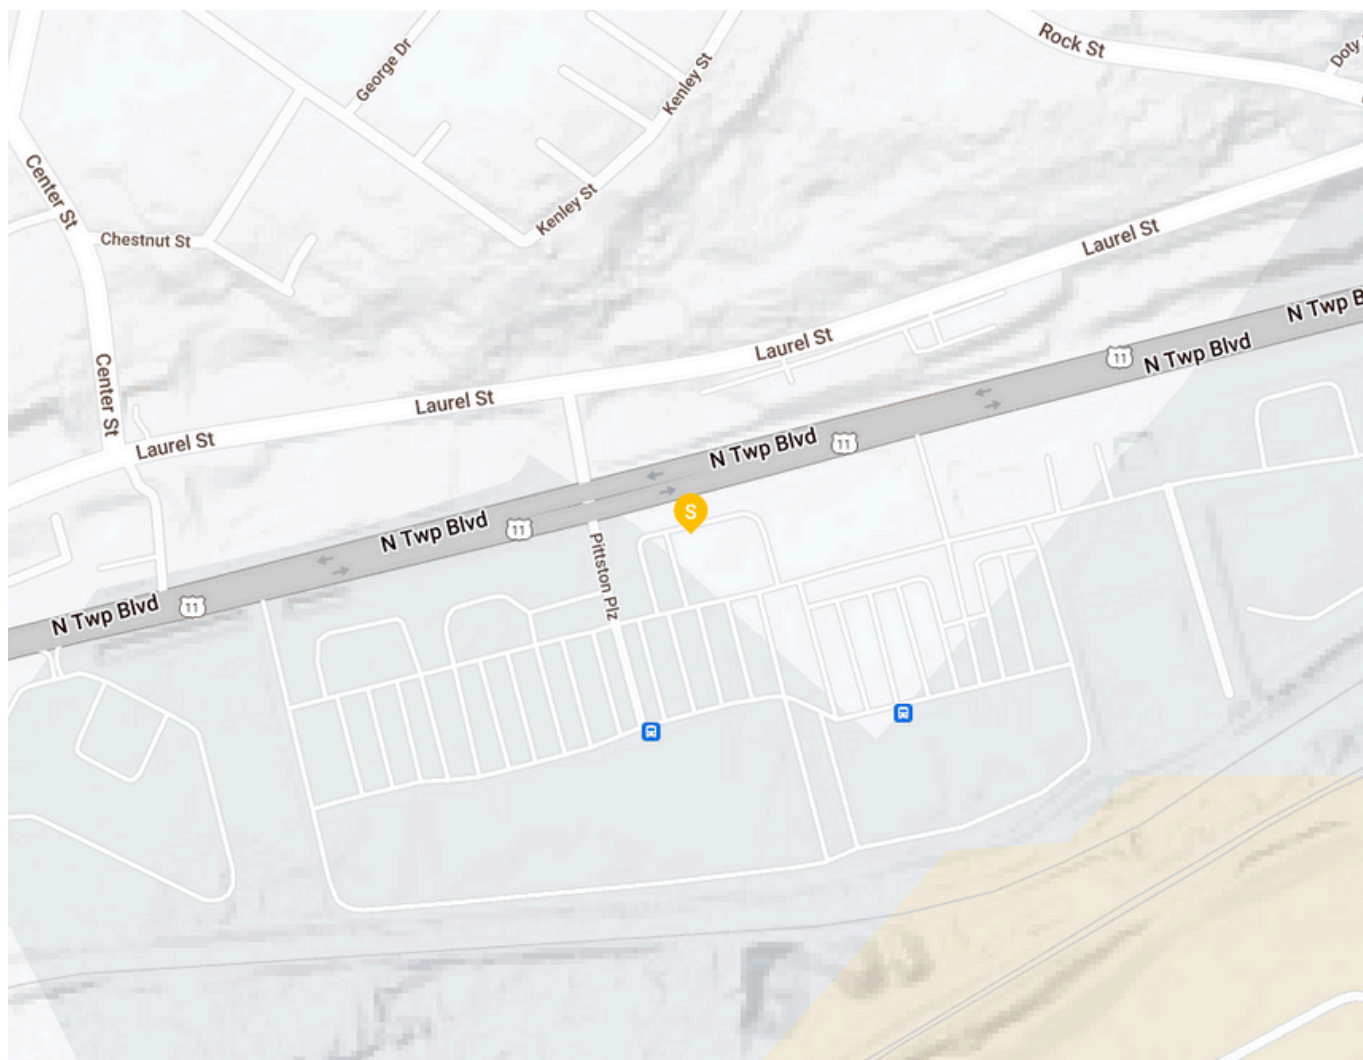 Rock St
Doty
George Dr
Kenley St
Center St
Kenley St
Chestnut St
Laurel St
N Twp B
11
N Twp Blvd
Laurel St
Center St
Laurel St
N Twp Blvd
11
Laurel St
S
N Twp Blvd
11
Pittston Plz
N Twp Blvd
11